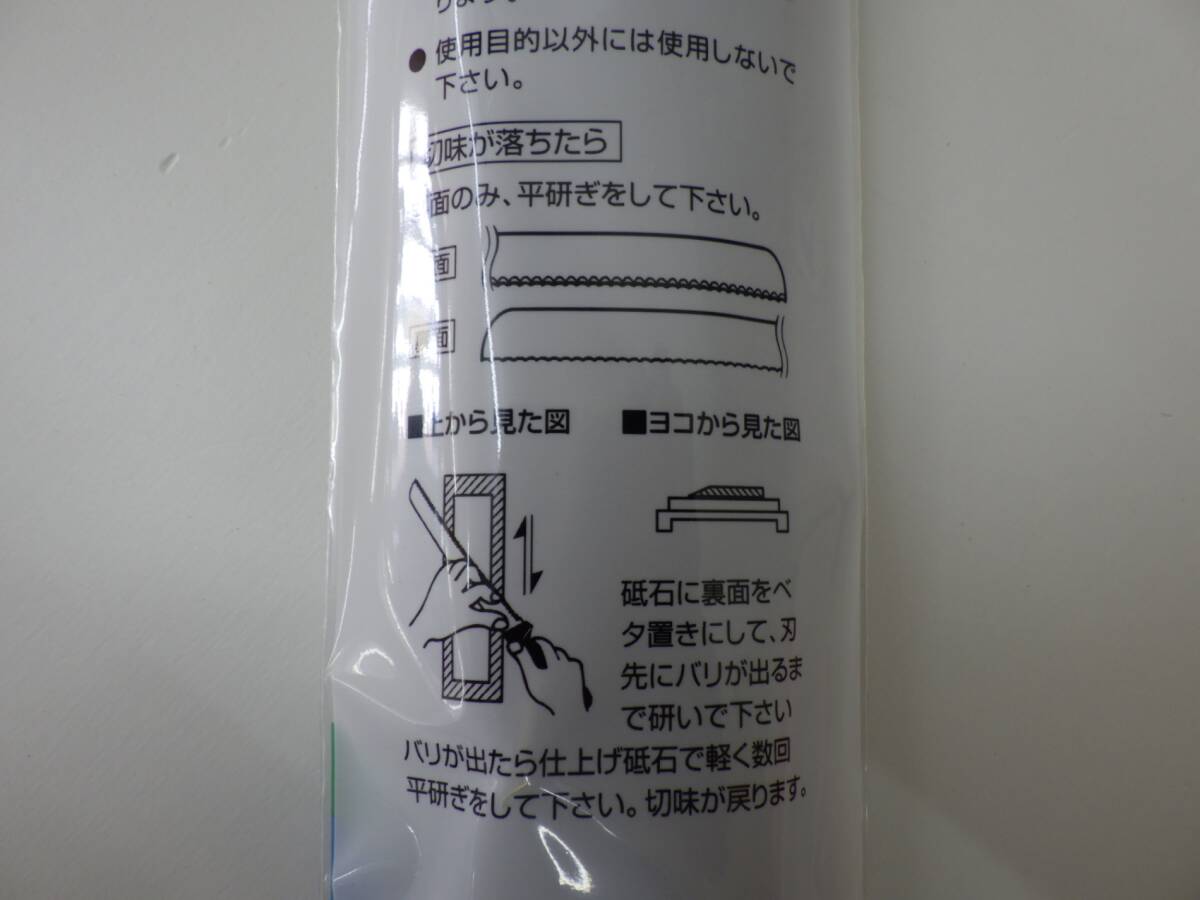 ります。
● 使用目的以外には使用しないで
下さい。
切味が落ちたら
面のみ、平研ぎをして下さい。
面
面
■上から見た図
■ヨコから見た図
砥石に裏面をベ
タ置きにして、刃
先にバリが出るま
で研いで下さい
バリが出たら仕上げ砥石で軽く数回
平研ぎをして下さい。切味が戻ります。